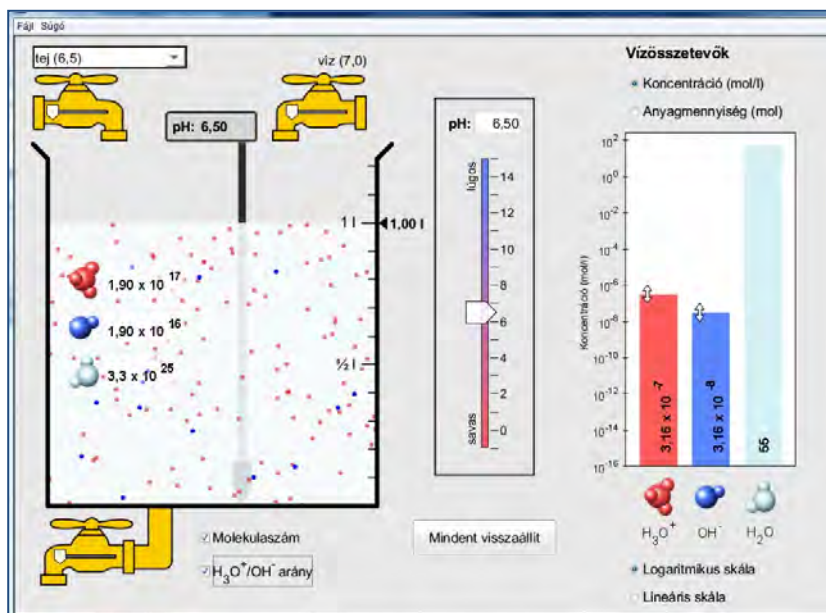 Fájl Súgó
tej (6,5)
víz (7,0)
pH: 6,50
1 l
1,00 l
½ l
1,90 x 10^17
1,90 x 10^16
3,3 x 10^25
Molekulaszám
H₃O⁺/OH⁻ arány
pH: 6,50
lúgos
14
12
10
8
6
4
2
0
savas
Mindent visszaállít
Vízösszetevők
Koncentráció (mol/l)
Anyagmennyiség (mol)
10^2
10^0
10^-2
10^-4
10^-6
10^-8
10^-10
10^-12
10^-14
10^-16
3,16 x 10^-7
3,16 x 10^-8
55
H₃O⁺
OH⁻
H₂O
Logaritmikus skála
Lineáris skála